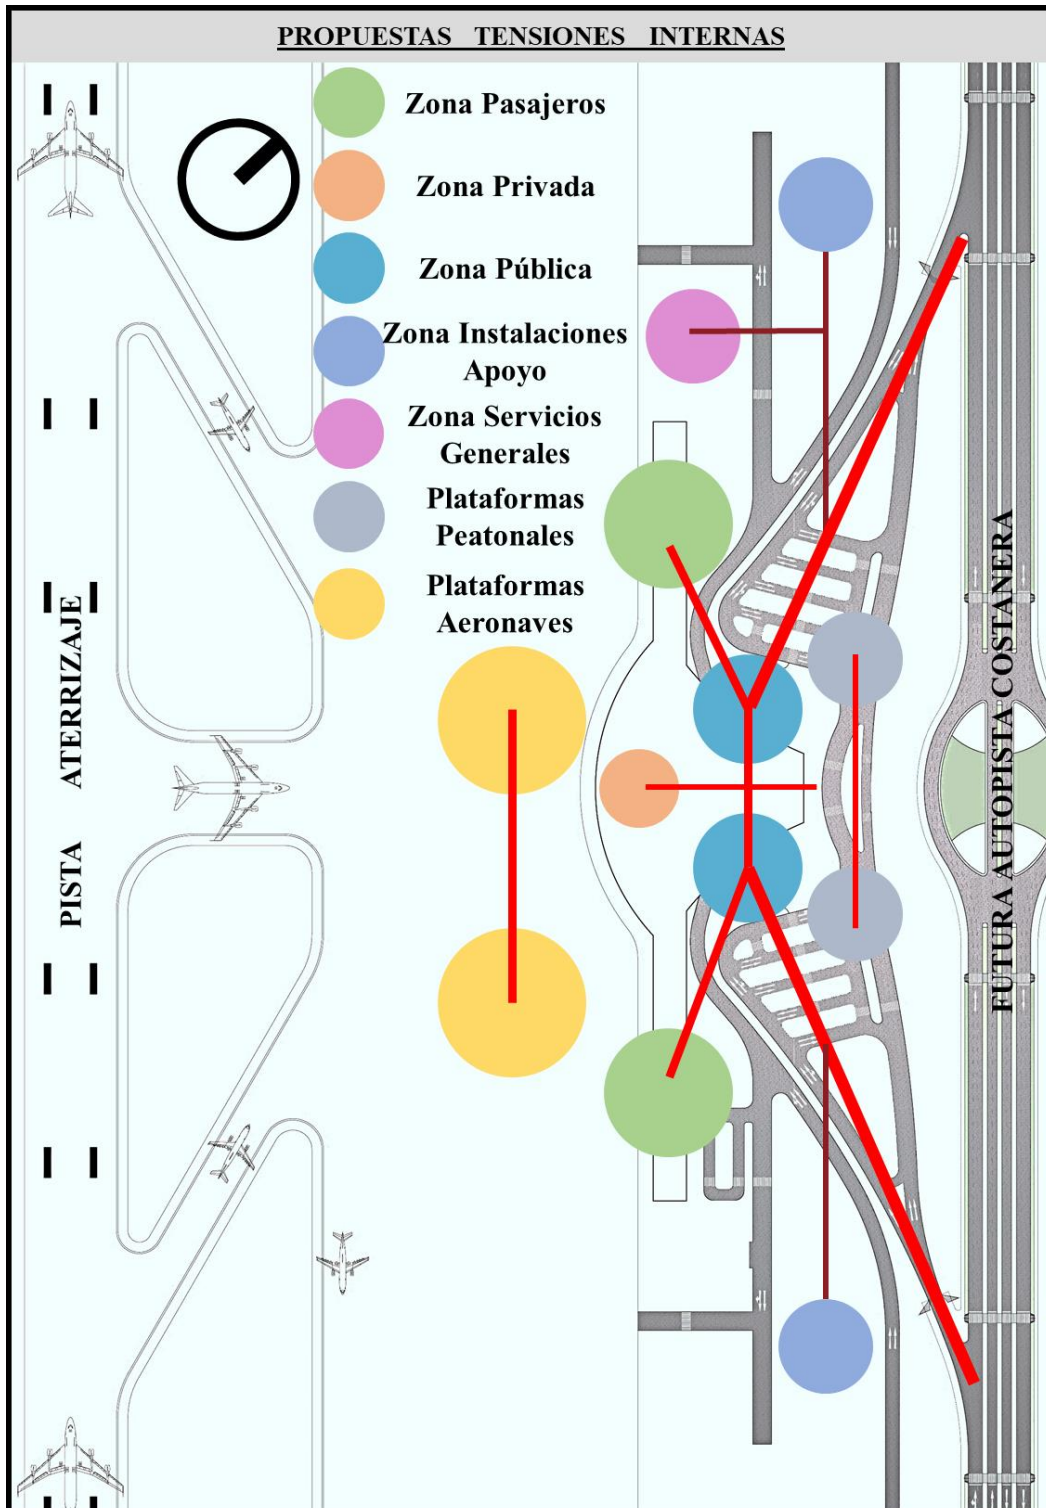 PROPUESTAS TENSIONES INTERNAS
Zona Pasajeros
Zona Privada
Zona Pública
Zona Instalaciones
Apoyo
Zona Servicios
Generales
Plataformas
Peatonales
Plataformas
Aeronaves
PISTA ATERRIZAJE
FUTURA AUTOPISTA COSTANERA